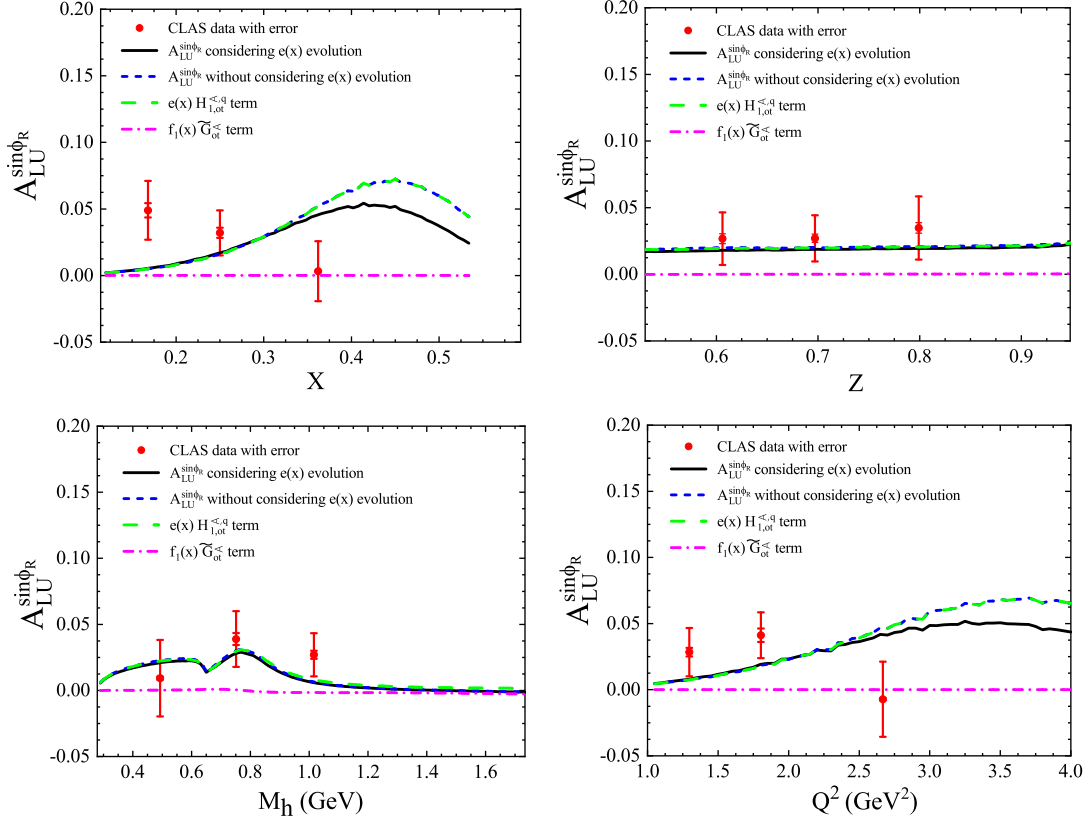 0.20
0.15
0.10
0.05
0.00
-0.05
A_LU^sinϕ_R
CLAS data with error
A_LU^sinϕ_R considering e(x) evolution
A_LU^sinϕ_R without considering e(x) evolution
e(x) H_1,ot^∢,q term
f_1(x) G̃_ot^∢ term
0.2 0.3 0.4 0.5
X
0.20
0.15
0.10
0.05
0.00
-0.05
A_LU^sinϕ_R
CLAS data with error
A_LU^sinϕ_R considering e(x) evolution
A_LU^sinϕ_R without considering e(x) evolution
e(x) H_1,ot^∢,q term
f_1(x) G̃_ot^∢ term
0.6 0.7 0.8 0.9
Z
0.20
0.15
0.10
0.05
0.00
-0.05
A_LU^sinϕ_R
CLAS data with error
A_LU^sinϕ_R considering e(x) evolution
A_LU^sinϕ_R without considering e(x) evolution
e(x) H_1,ot^∢,q term
f_1(x) G̃_ot^∢ term
0.4 0.6 0.8 1.0 1.2 1.4 1.6
M_h (GeV)
0.20
0.15
0.10
0.05
0.00
-0.05
A_LU^sinϕ_R
CLAS data with error
A_LU^sinϕ_R considering e(x) evolution
A_LU^sinϕ_R without considering e(x) evolution
e(x) H_1,ot^∢,q term
f_1(x) G̃_ot^∢ term
1.0 1.5 2.0 2.5 3.0 3.5 4.0
Q² (GeV²)